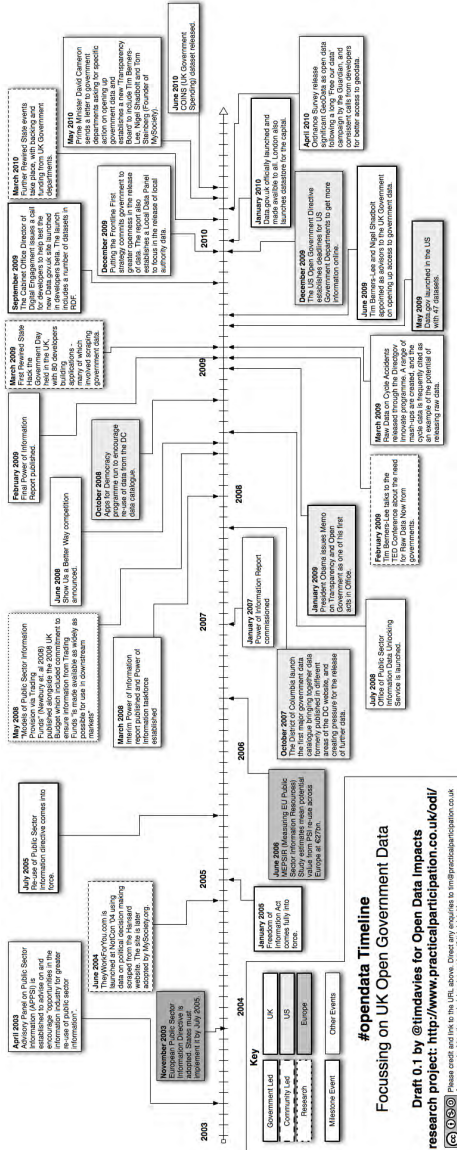 April 2003
Advisory Panel on Public
Sector Information (APPSI) is
established to advise on and
encourage "opportunities in the
information industry for greater
re-use of public sector
information".
November 2003
European Public Sector
Information Directive is
adopted. States must
implement it by July 2005.
June 2004
TheyWorkForYou.com is
launched at NotCon '04 using
data on political decision making
scraped from the Hansard
website. The site is later
adopted by MySociety.org.
July 2005
Re-use of Public Sector
Information Directive comes into
force.
May 2008
"Models of Public Sector Information
Provision via Trading
Funds" (Newbury et. al 2008)
published alongside the 2008 UK
Budget which included commitment to
ensure information from Trading
Funds "is made available as widely as
possible for use in downstream
markets"
March 2008
Interim Power of Information
report published and Power of
Information taskforce
established
June 2008
Show Us a Better Way competition
announced.
February 2009
Final Power of Information
Report published.
October 2008
Apps for Democracy
programme run to encourage
re-use of data from the DC
data catalogue.
March 2009
First Rewired State
Hack the
Government Day
held in the UK,
with 80 developers
building
applications -
many of which
involved scraping
government data.
September 2009
The Cabinet Office Director of
Digital Engagement issues a call
for developers to help test the
new Data.gov.uk site launched
in developers beta. The launch
includes a number of datasets in
RDF.
December 2009
Putting the Frontline First
strategy commits government to
greater openness in the release
of data. The report also
establishes a Local Data Panel
to focus in the release of local
authority data.
March 2010
Further Rewired State events
take place, with backing and
funding from UK Government
departments.
May 2010
Prime Minister David Cameron
sends a letter to government
departments asking for specific
action on opening up
government data and
establishes a new Transparency
Board to include Tim Berners-
Lee, Nigel Shadbolt and Tom
Steinberg (Founder of
MySociety).
June 2010
COINS (UK Government
Spending) dataset released.
2003
2004
2005
2006
2007
2008
2009
2010
January 2005
Freedom of
Information Act
comes fully into
force.
June 2006
MEPSIR (Measuring EU Public
Sector Information Resources)
Study estimates mean potential
value from PSI re-use across
Europe at €27bn.
January 2007
Power of Information Report
commissioned
October 2007
The District of Columbia launch
the first major government data
catalogue bringing together data
formerly published in different
areas of the DC website, and
creating pressure for the release
of further data.
July 2008
Office of Public Sector
Information Data Unlocking
Service is launched.
January 2009
President Obama issues Memo
on Transparency and Open
Government as one of his first
acts in Office.
February 2009
Tim Berners-Lee talks to the
TED Conference about the need
for Raw Data Now from
governments.
March 2009
Raw Data on Cycle Accidents
released through the Directgov
Innovate programme. A range of
mash-ups are created, and the
cycle data is frequently cited as
an example of the potential of
releasing raw data.
May 2009
Data.gov launched in the US
with 47 datasets.
June 2009
Tim Berners-Lee and Nigel Shadbolt
appointed as advisors to the UK Government
on opening up access to government data.
December 2009
The US Open Government Directive
establishes deadlines for US
Government Departments to get more
information online.
January 2010
Data.gov.uk officially launched and
made available to all. London also
launches datastore for the capital.
April 2010
Ordnance Survey release
significant GeoData as open data
following a long 'Free our data'
campaign by the Guardian, and
consistent calls from developers
for better access to geodata.
Key
Government Led
Community Led
Research
UK
US
Europe
Milestone Event
Other Events
#opendata Timeline
Focussing on UK Open Government Data
Draft 0.1 by @timdavies for Open Data Impacts
research project: http://www.practicalparticipation.co.uk/odi/
Please credit and link to the URL above. Direct any enquiries to tim@practicalparticipation.co.uk